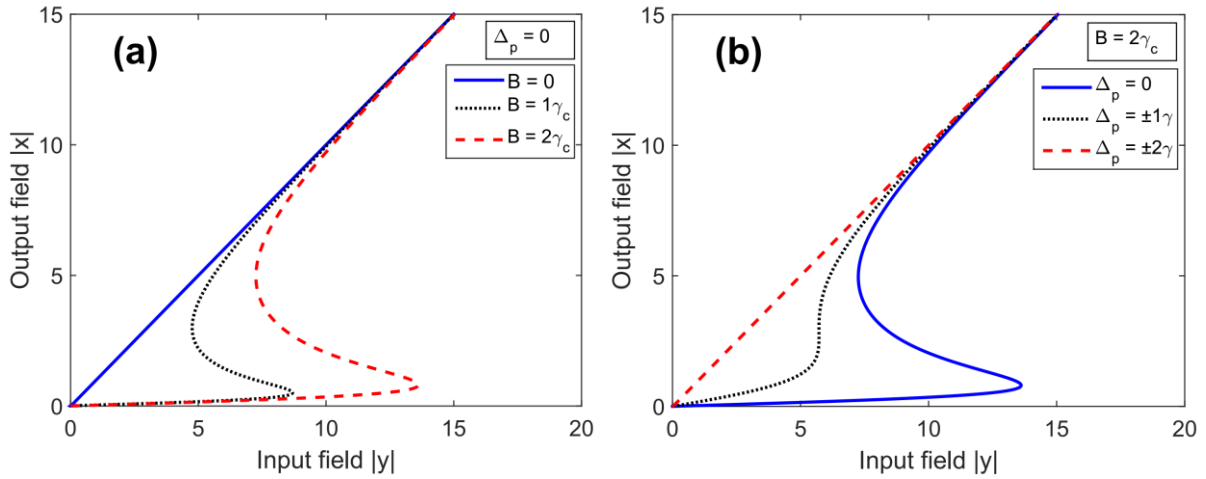 (a)
Δp = 0
B = 0
B = 1γc
B = 2γc
15
10
5
0
Output field |x|
0 5 10 15 20
Input field |y|
(b)
B = 2γc
Δp = 0
Δp = ±1γ
Δp = ±2γ
15
10
5
0
Output field |x|
0 5 10 15 20
Input field |y|